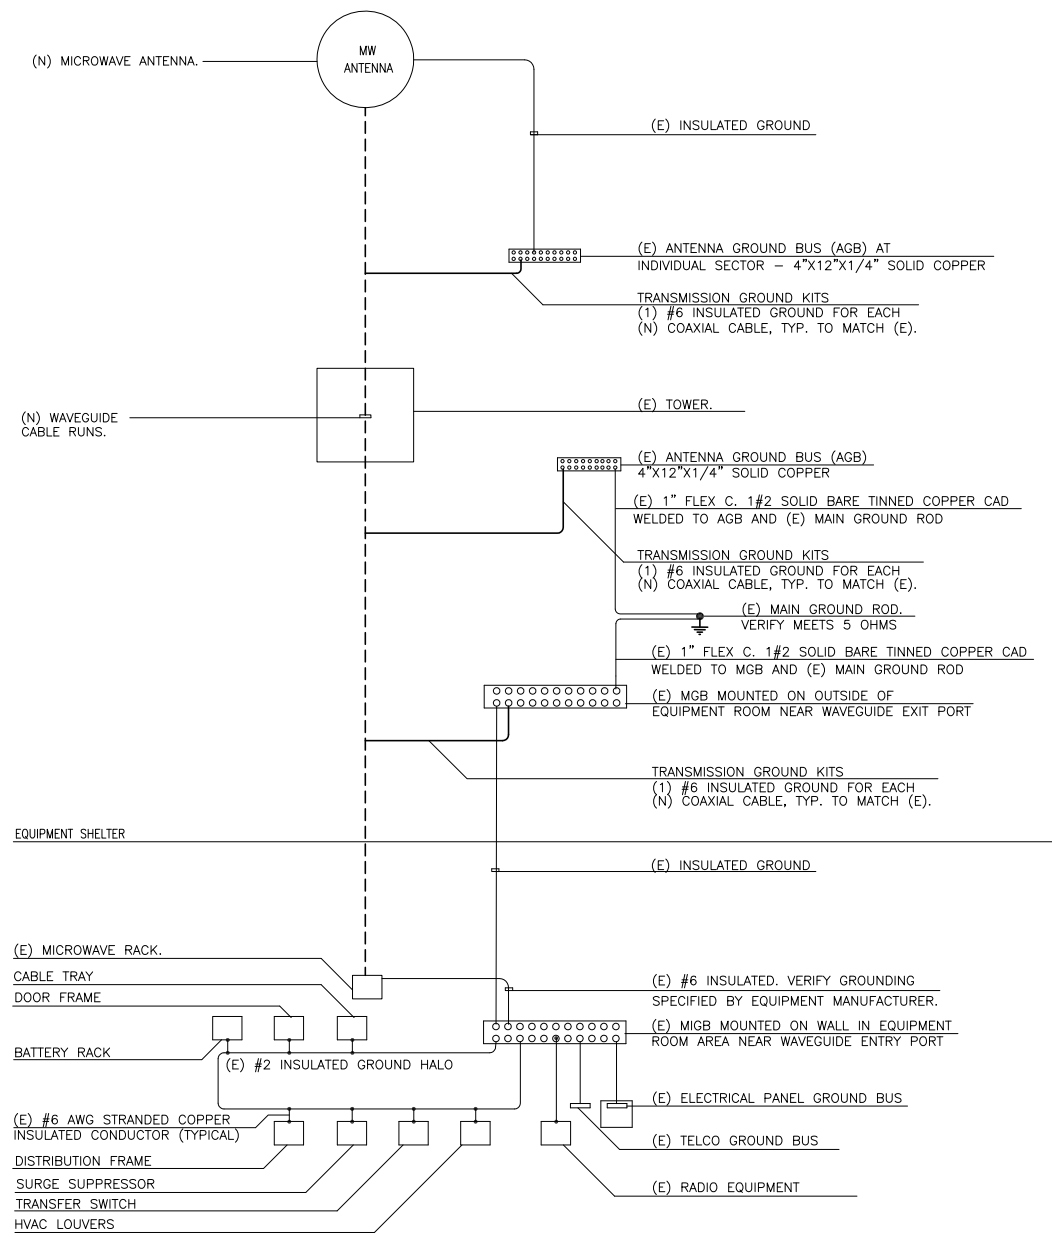 MW
ANTENNA
(N) MICROWAVE ANTENNA.
(E) INSULATED GROUND
(E) ANTENNA GROUND BUS (AGB) AT
INDIVIDUAL SECTOR – 4"X12"X1/4" SOLID COPPER
TRANSMISSION GROUND KITS
(1) #6 INSULATED GROUND FOR EACH
(N) COAXIAL CABLE, TYP. TO MATCH (E).
(E) TOWER.
(N) WAVEGUIDE
CABLE RUNS.
(E) ANTENNA GROUND BUS (AGB)
4"X12"X1/4" SOLID COPPER
(E) 1" FLEX C. 1#2 SOLID BARE TINNED COPPER CAD
WELDED TO AGB AND (E) MAIN GROUND ROD
TRANSMISSION GROUND KITS
(1) #6 INSULATED GROUND FOR EACH
(N) COAXIAL CABLE, TYP. TO MATCH (E).
(E) MAIN GROUND ROD.
VERIFY MEETS 5 OHMS
(E) 1" FLEX C. 1#2 SOLID BARE TINNED COPPER CAD
WELDED TO MGB AND (E) MAIN GROUND ROD
(E) MGB MOUNTED ON OUTSIDE OF
EQUIPMENT ROOM NEAR WAVEGUIDE EXIT PORT
TRANSMISSION GROUND KITS
(1) #6 INSULATED GROUND FOR EACH
(N) COAXIAL CABLE, TYP. TO MATCH (E).
EQUIPMENT SHELTER
(E) INSULATED GROUND
(E) MICROWAVE RACK.
CABLE TRAY
DOOR FRAME
BATTERY RACK
(E) #6 INSULATED. VERIFY GROUNDING
SPECIFIED BY EQUIPMENT MANUFACTURER.
(E) MIGB MOUNTED ON WALL IN EQUIPMENT
ROOM AREA NEAR WAVEGUIDE ENTRY PORT
(E) #2 INSULATED GROUND HALO
(E) ELECTRICAL PANEL GROUND BUS
(E) #6 AWG STRANDED COPPER
INSULATED CONDUCTOR (TYPICAL)
(E) TELCO GROUND BUS
DISTRIBUTION FRAME
SURGE SUPPRESSOR
(E) RADIO EQUIPMENT
TRANSFER SWITCH
HVAC LOUVERS